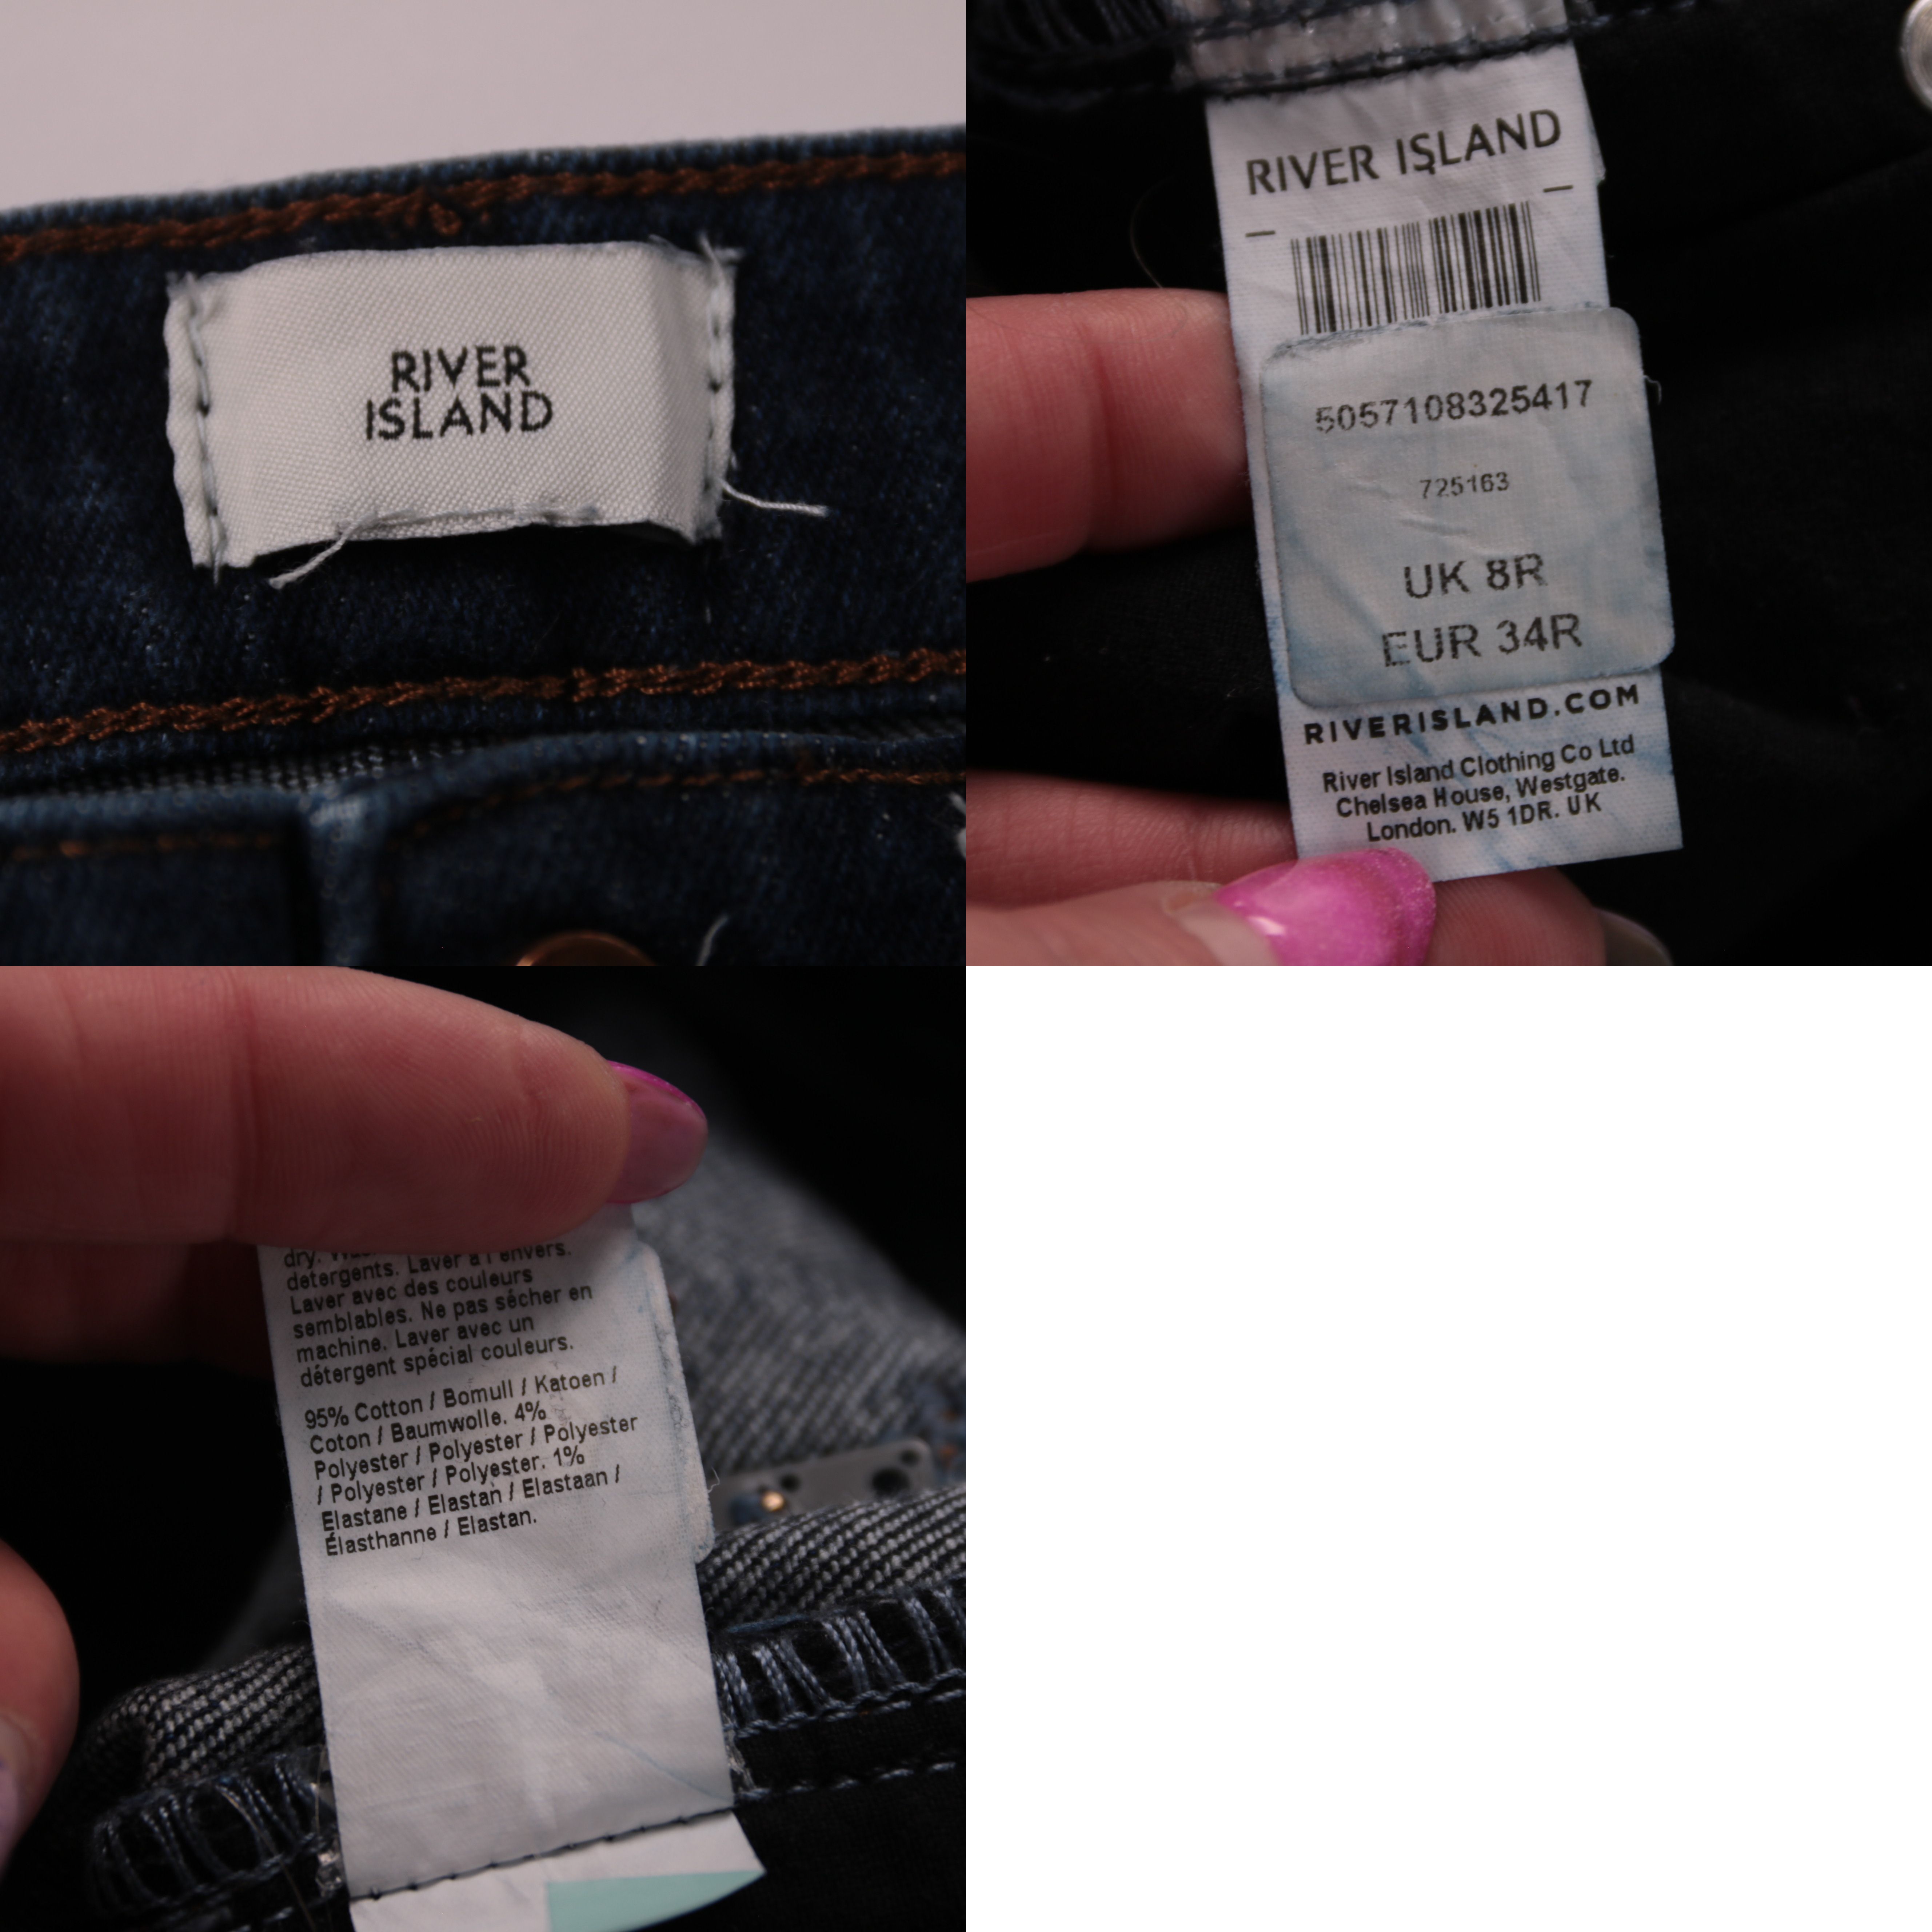 RIVER
ISLAND
RIVER ISLAND
5057108325417
725163
UK 8R
EUR 34R
RIVERISLAND.COM
River Island Clothing Co Ltd
Chelsea House, Westgate.
London. W5 1DR. UK
dry.
detergents. Laver à l'envers.
Laver avec des couleurs
semblables. Ne pas sécher en
machine. Laver avec un
détergent spécial couleurs.
95% Cotton / Bomull / Katoen /
Coton / Baumwolle. 4%
Polyester / Polyester / Polyester
/ Polyester / Polyester. 1%
Elastane / Elastan / Elastaan /
Élasthanne / Elastan.